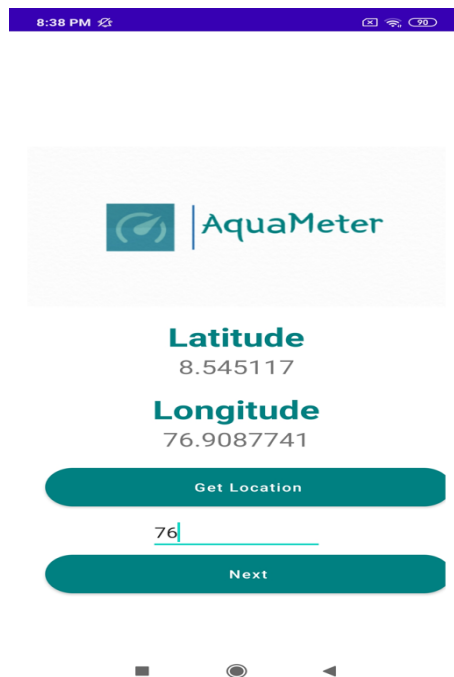 8:38 PM
90
AquaMeter
Latitude
8.545117
Longitude
76.9087741
Get Location
76
Next